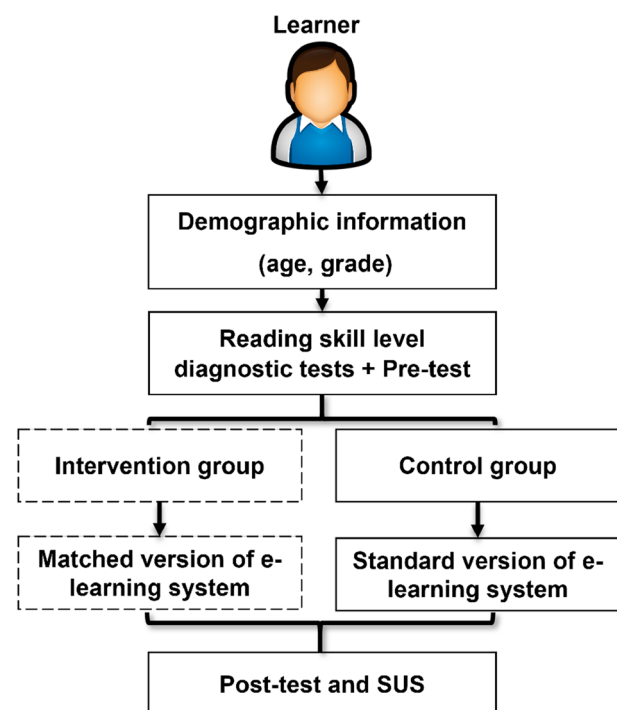 Learner
Demographic information
(age, grade)
Reading skill level
diagnostic tests + Pre-test
Intervention group
Control group
Matched version of e-
learning system
Standard version of e-
learning system
Post-test and SUS